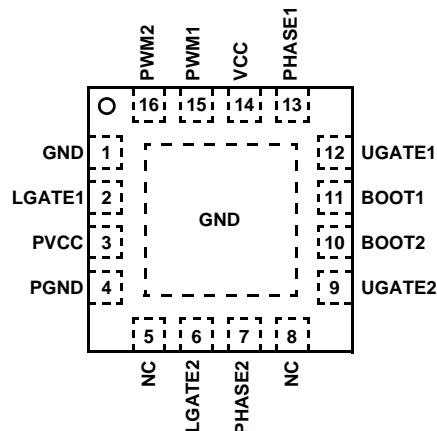 PWM2
PWM1
VCC
PHASE1
16 15 14 13
GND 1
12 UGATE1
LGATE1 2
11 BOOT1
GND
PVCC 3
10 BOOT2
PGND 4
9 UGATE2
5 6 7 8
NC
LGATE2
PHASE2
NC